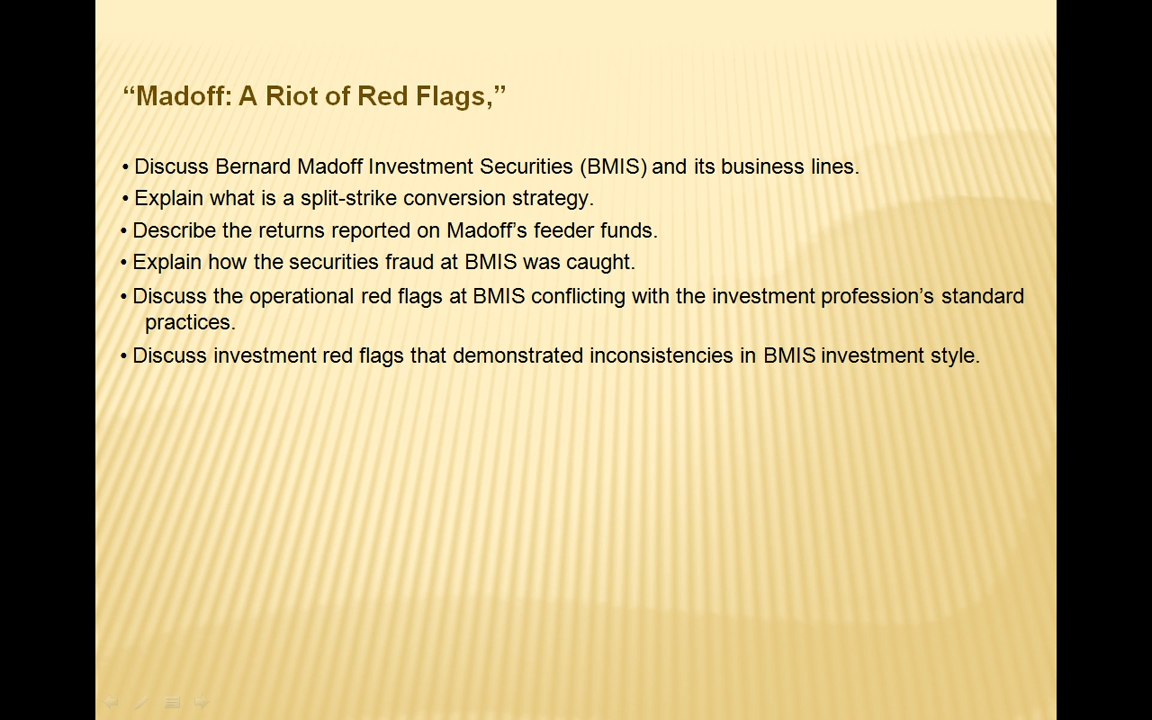 “Madoff: A Riot of Red Flags,”
• Discuss Bernard Madoff Investment Securities (BMIS) and its business lines.
• Explain what is a split-strike conversion strategy.
• Describe the returns reported on Madoff’s feeder funds.
• Explain how the securities fraud at BMIS was caught.
• Discuss the operational red flags at BMIS conflicting with the investment profession’s standard
practices.
• Discuss investment red flags that demonstrated inconsistencies in BMIS investment style.